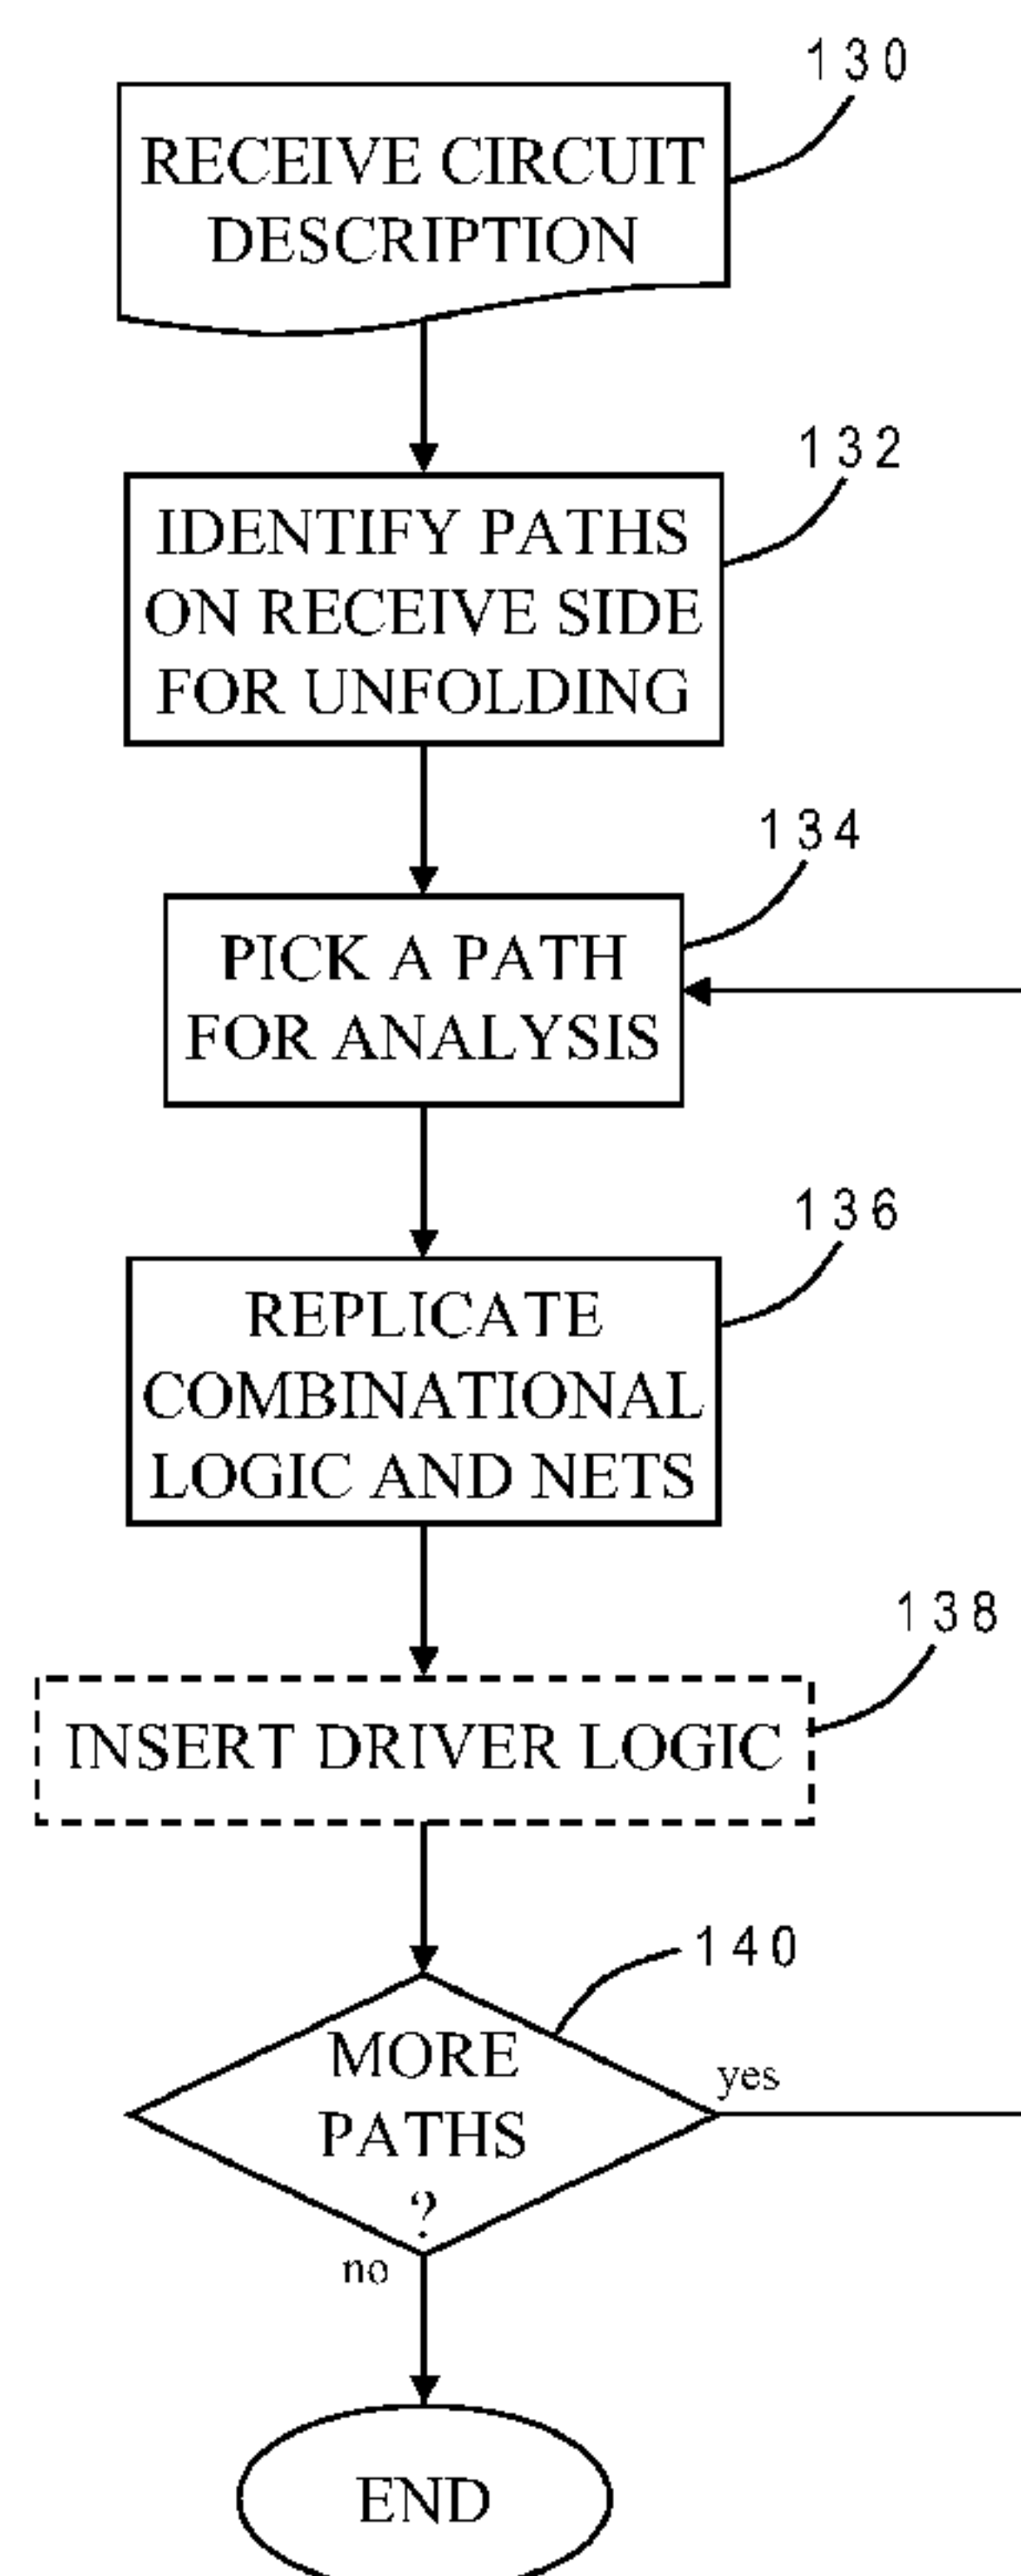 130
RECEIVE CIRCUIT
DESCRIPTION
132
IDENTIFY PATHS
ON RECEIVE SIDE
FOR UNFOLDING
134
PICK A PATH
FOR ANALYSIS
136
REPLICATE
COMBINATIONAL
LOGIC AND NETS
138
INSERT DRIVER LOGIC
140
MORE
PATHS
?
yes
no
END